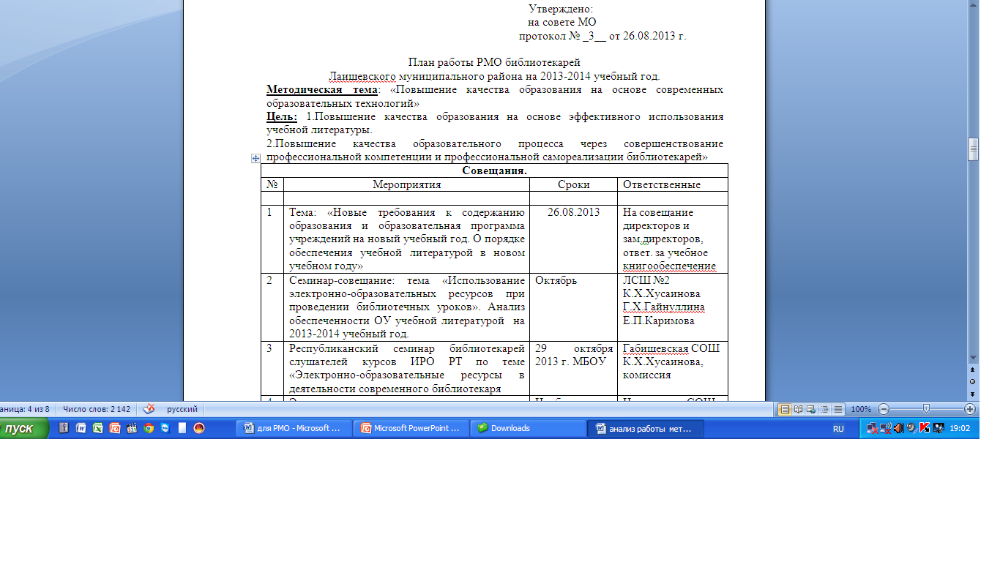 Утверждено:
на совете МО
протокол № _3__ от 26.08.2013 г.
План работы РМО библиотекарей
Лаишевского муниципального района на 2013-2014 учебный год.
Методическая тема: «Повышение качества образования на основе современных
образовательных технологий»
Цель: 1.Повышение качества образования на основе эффективного использования
учебной литературы.
2.Повышение качества образовательного процесса через совершенствование
профессиональной компетенции и профессиональной самореализации библиотекарей»
Совещания.
№ Мероприятия Сроки Ответственные
1 Тема: «Новые требования к содержанию
образования и образовательная программа
учреждений на новый учебный год. О порядке
обеспечения учебной литературой в новом
учебном году»
26.08.2013
На совещание
директоров и
зам.директоров,
ответ. за учебное
книгообеспечение
2 Семинар-совещание: тема «Использование
электронно-образовательных ресурсов при
проведении библиотечных уроков». Анализ
обеспеченности ОУ учебной литературой на
2013-2014 учебный год.
Октябрь
ЛСШ №2
К.Х.Хусаинова
Г.Х.Гайнуллина
Е.П.Каримова
3 Республиканский семинар библиотекарей
слушателей курсов ИРО РТ по теме
«Электронно-образовательные ресурсы в
деятельности современного библиотекаря
29 октября
2013 г. МБОУ
Габишевская СОШ
К.Х.Хусаинова,
комиссия
аница: 4 из 8 Число слов: 2 142 русский 100%
пуск для РМО - Microsoft ... Microsoft PowerPoint ... Downloads анализ работы мет... RU 19:02